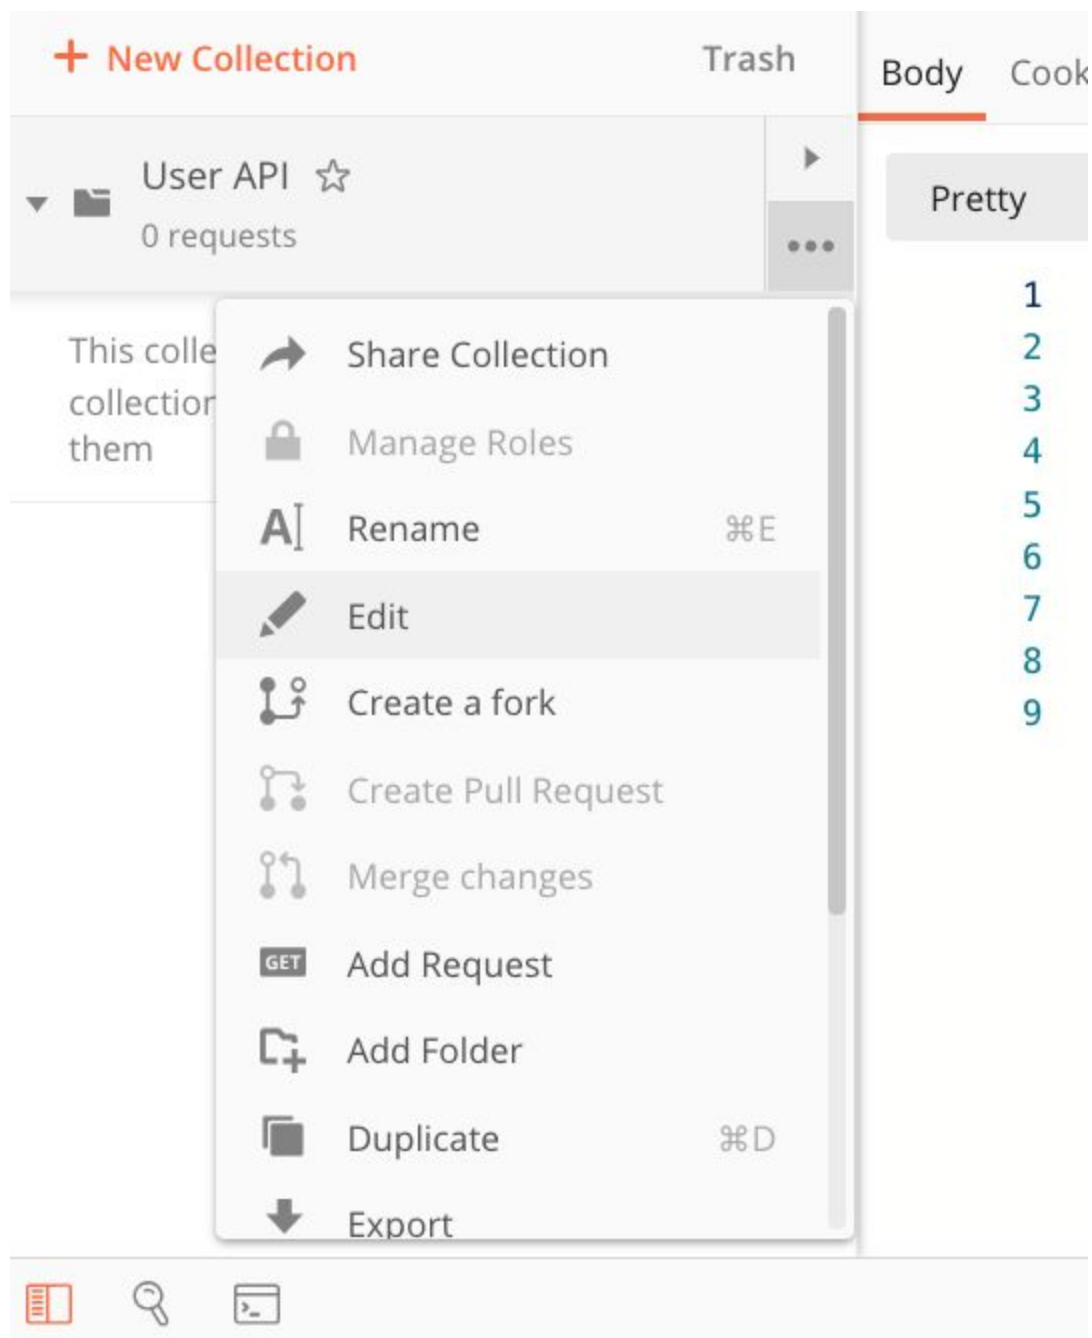 New Collection
Trash
Body
Cook
User API
0 requests
Pretty
1
2
3
4
5
6
7
8
9
This colle
collection
them
Share Collection
Manage Roles
Rename ⌘E
Edit
Create a fork
Create Pull Request
Merge changes
GET Add Request
Add Folder
Duplicate ⌘D
Export